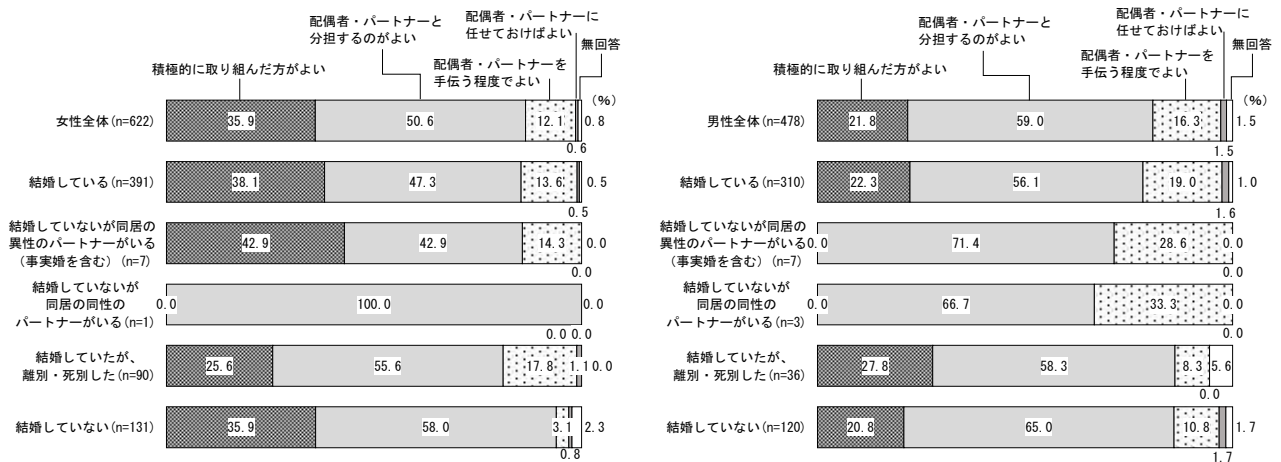 配偶者・パートナーと
分担するのがよい
配偶者・パートナーに
任せておけばよい
無回答
積極的に取り組んだ方がよい
配偶者・パートナーを
手伝う程度でよい
(%)
女性全体(n=622) 35.9 50.6 12.1 0.8
0.6
結婚している(n=391) 38.1 47.3 13.6 0.5
0.5
結婚していないが同居の
異性のパートナーがいる
(事実婚を含む)(n=7) 42.9 42.9 14.3 0.0
0.0
結婚していないが
同居の同性の
パートナーがいる(n=1) 0.0 100.0 0.0
0.0 0.0
結婚していたが、
離別・死別した(n=90) 25.6 55.6 17.8 1.1 0.0
結婚していない(n=131) 35.9 58.0 3.1 2.3
0.8
配偶者・パートナーと
分担するのがよい
配偶者・パートナーに
任せておけばよい
無回答
積極的に取り組んだ方がよい
配偶者・パートナーを
手伝う程度でよい
(%)
男性全体(n=478) 21.8 59.0 16.3 1.5
1.5
結婚している(n=310) 22.3 56.1 19.0 1.0
1.6
結婚していないが同居の
異性のパートナーがいる
(事実婚を含む)(n=7) 0.0 71.4 28.6 0.0
0.0
結婚していないが
同居の同性の
パートナーがいる(n=3) 0.0 66.7 33.3 0.0
0.0
結婚していたが、
離別・死別した(n=36) 27.8 58.3 8.3 5.6
0.0
結婚していない(n=120) 20.8 65.0 10.8 1.7
1.7